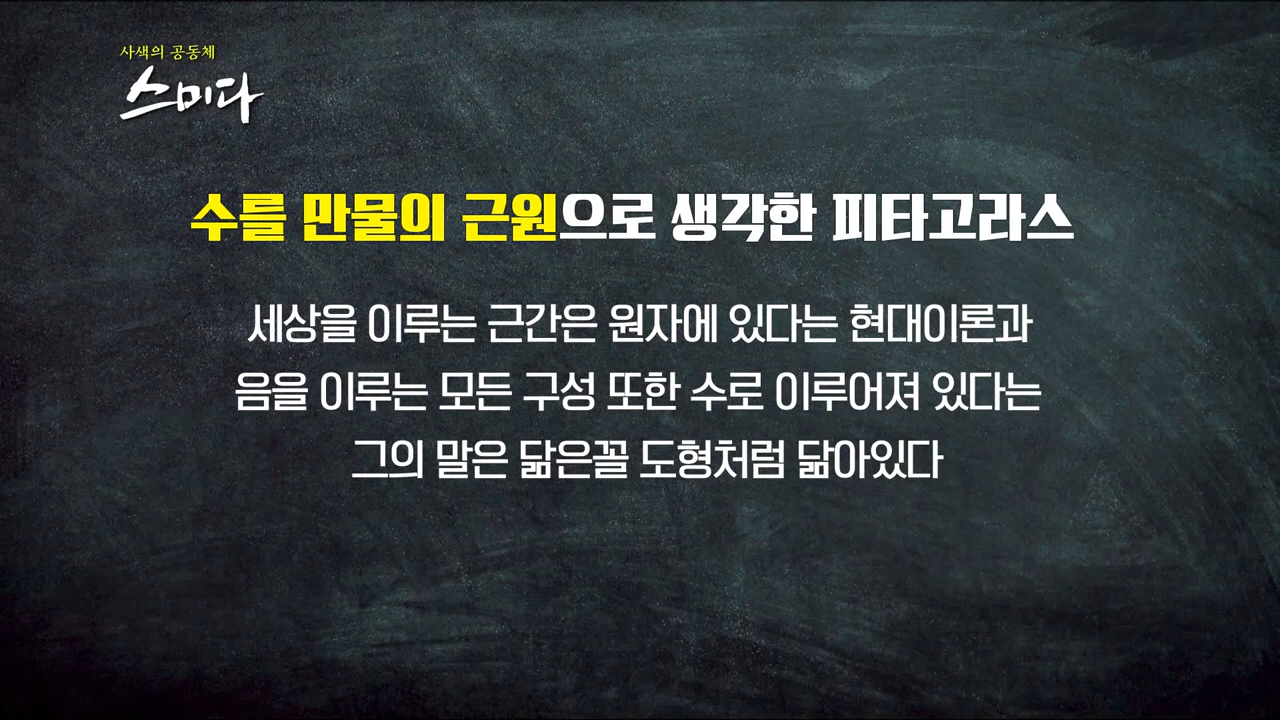 사색의 공동체
스미다
수를 만물의 근원으로 생각한 피타고라스
세상을 이루는 근간은 원자에 있다는 현대이론과
음을 이루는 모든 구성 또한 수로 이루어져 있다는
그의 말은 닮은꼴 도형처럼 닮아있다